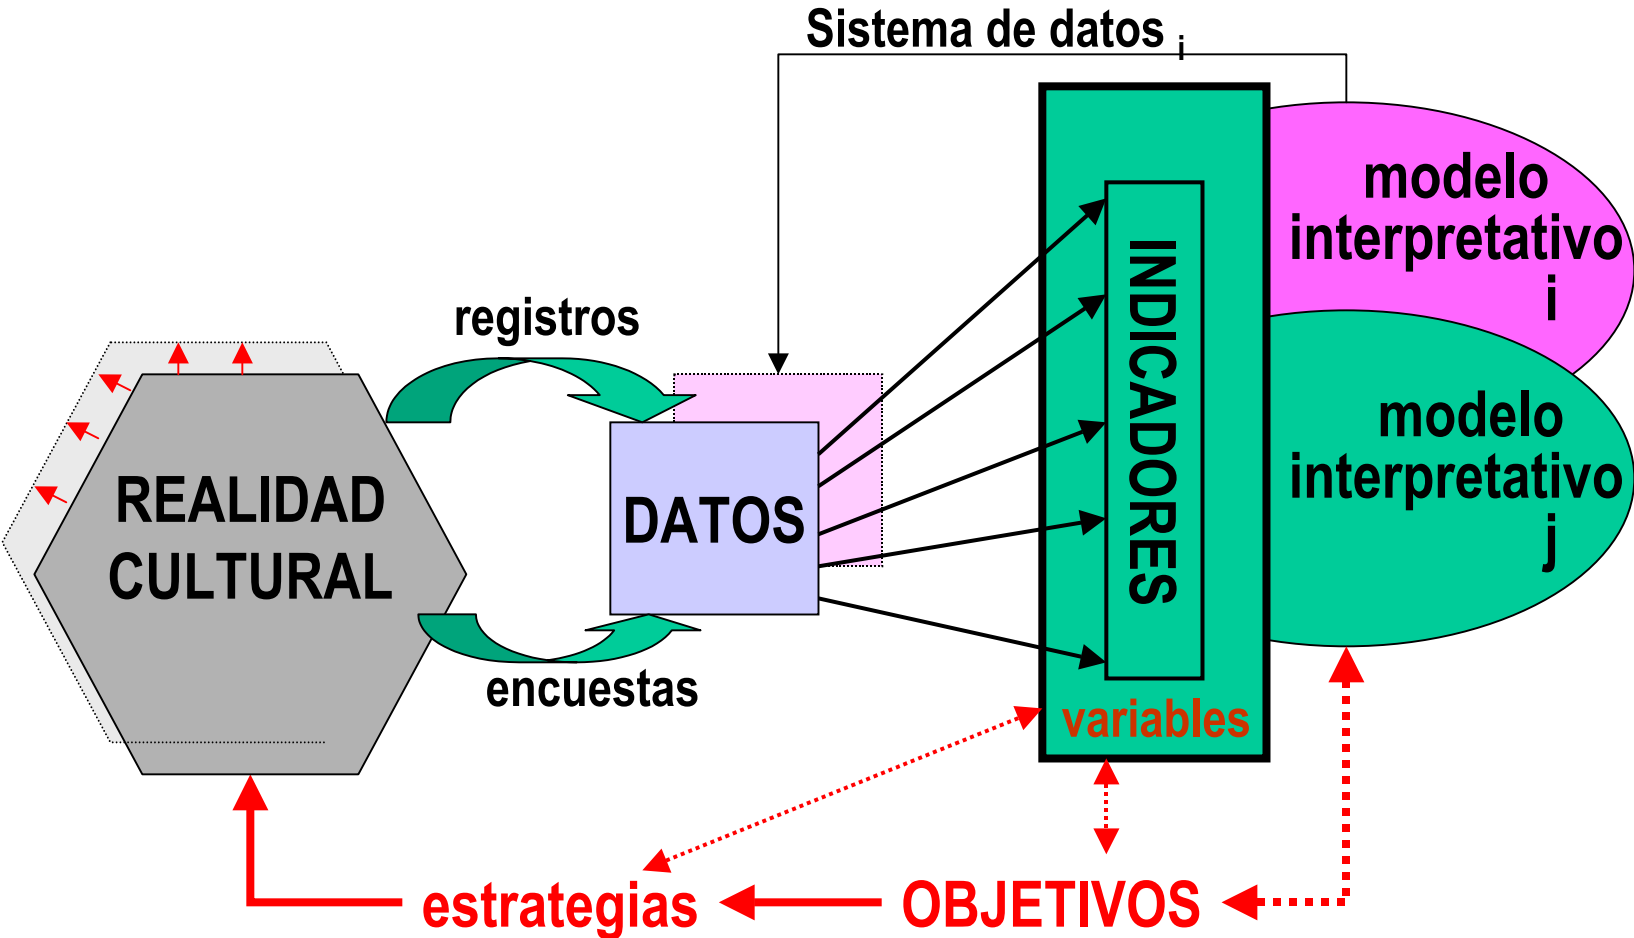 Sistema de datos i
modelo
interpretativo
i
registros
INDICADORES
modelo
interpretativo
j
REALIDAD
CULTURAL
DATOS
encuestas
variables
estrategias
OBJETIVOS